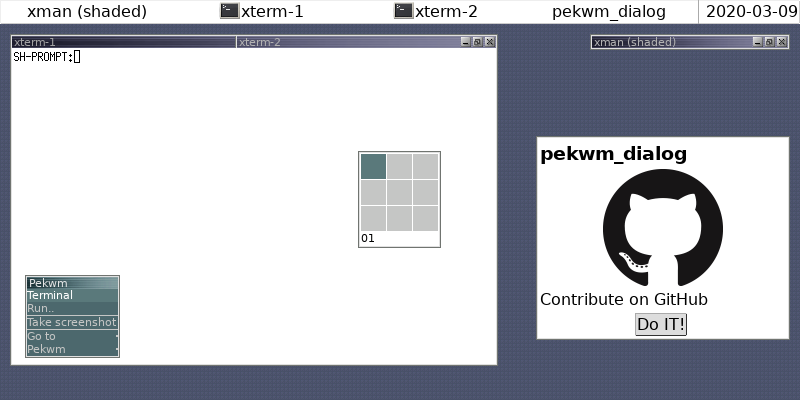 xman (shaded) xterm-1 xterm-2 pekwm_dialog 2020-03-09
xterm-1 xterm-2
SH-PROMPT:
01
Pekwm
Terminal
Run..
Take screenshot
Go to
Pekwm
xman (shaded)
pekwm_dialog
Contribute on GitHub
Do IT!